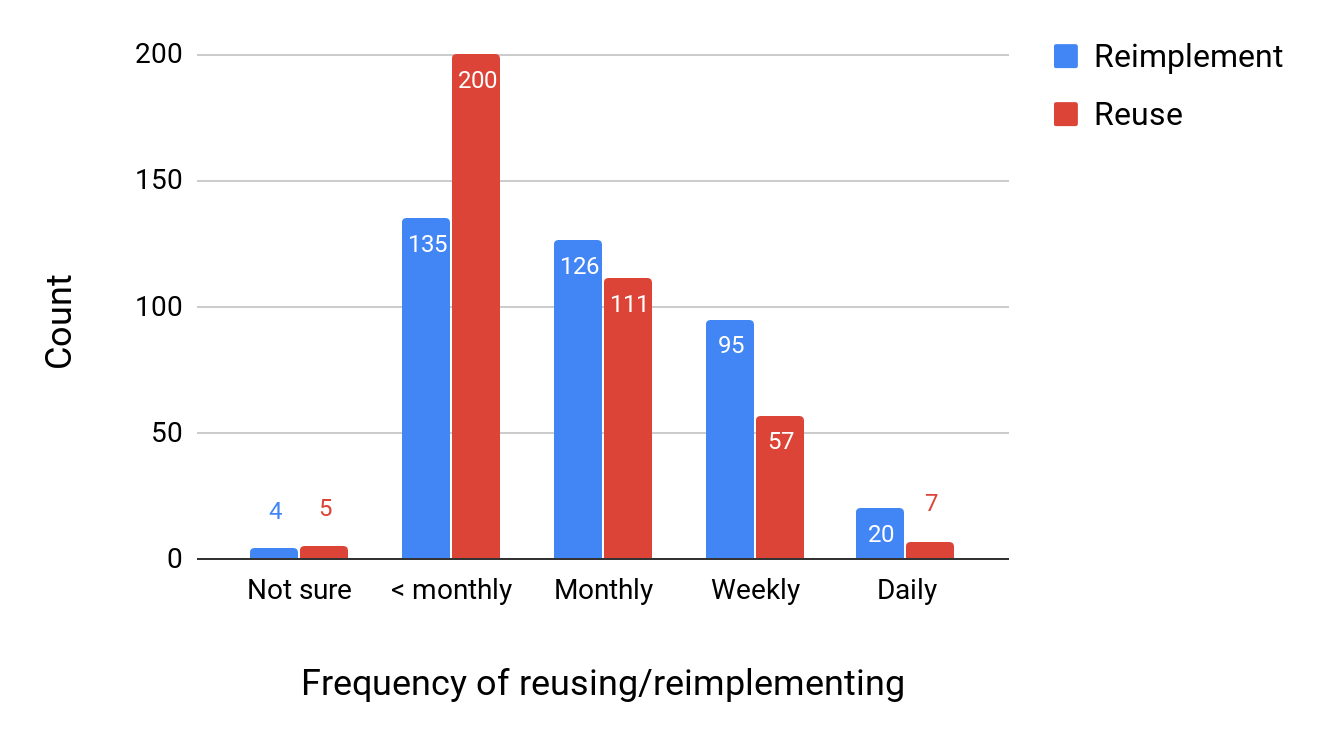 200
150
100
50
0
Count
4
5
135
200
126
111
95
57
20
7
Not sure
< monthly
Monthly
Weekly
Daily
Frequency of reusing/reimplementing
Reimplement
Reuse